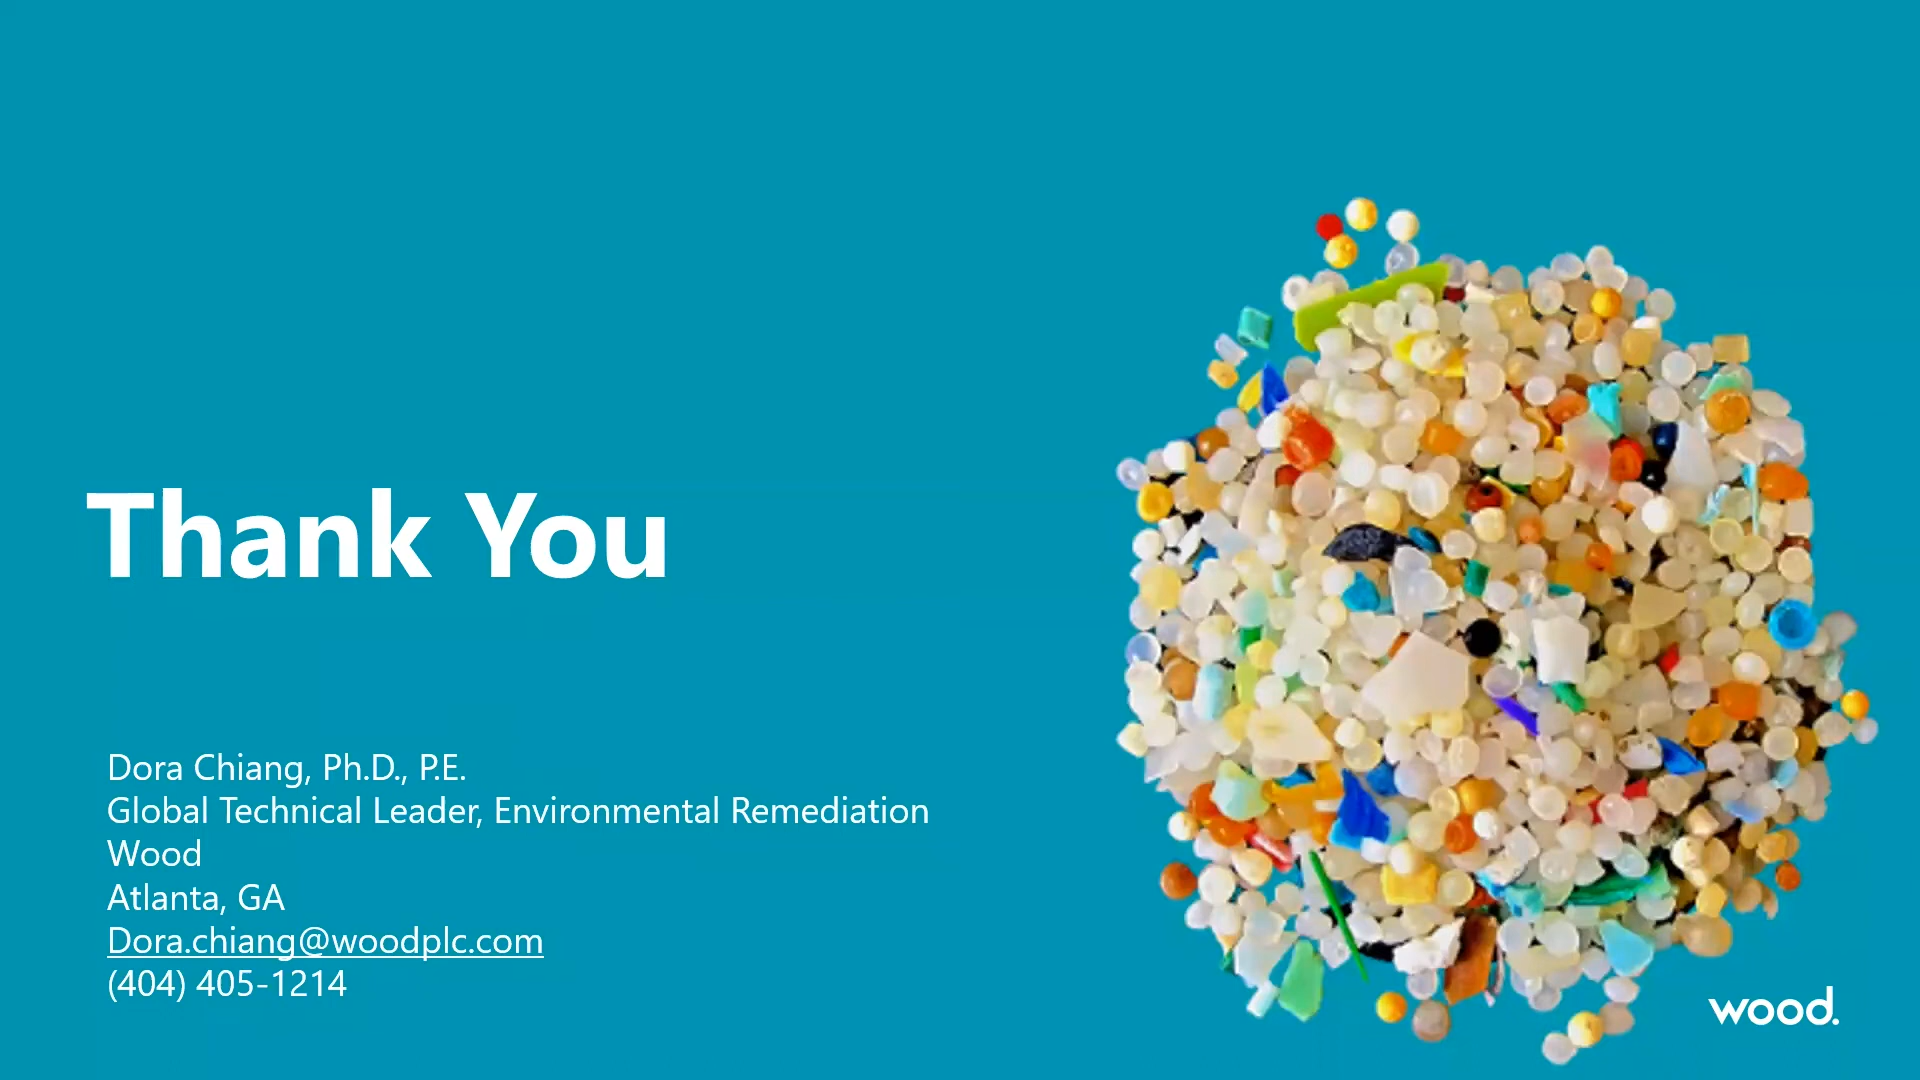 Thank You
Dora Chiang, Ph.D., P.E.
Global Technical Leader, Environmental Remediation
Wood
Atlanta, GA
Dora.chiang@woodplc.com
(404) 405-1214
wood.